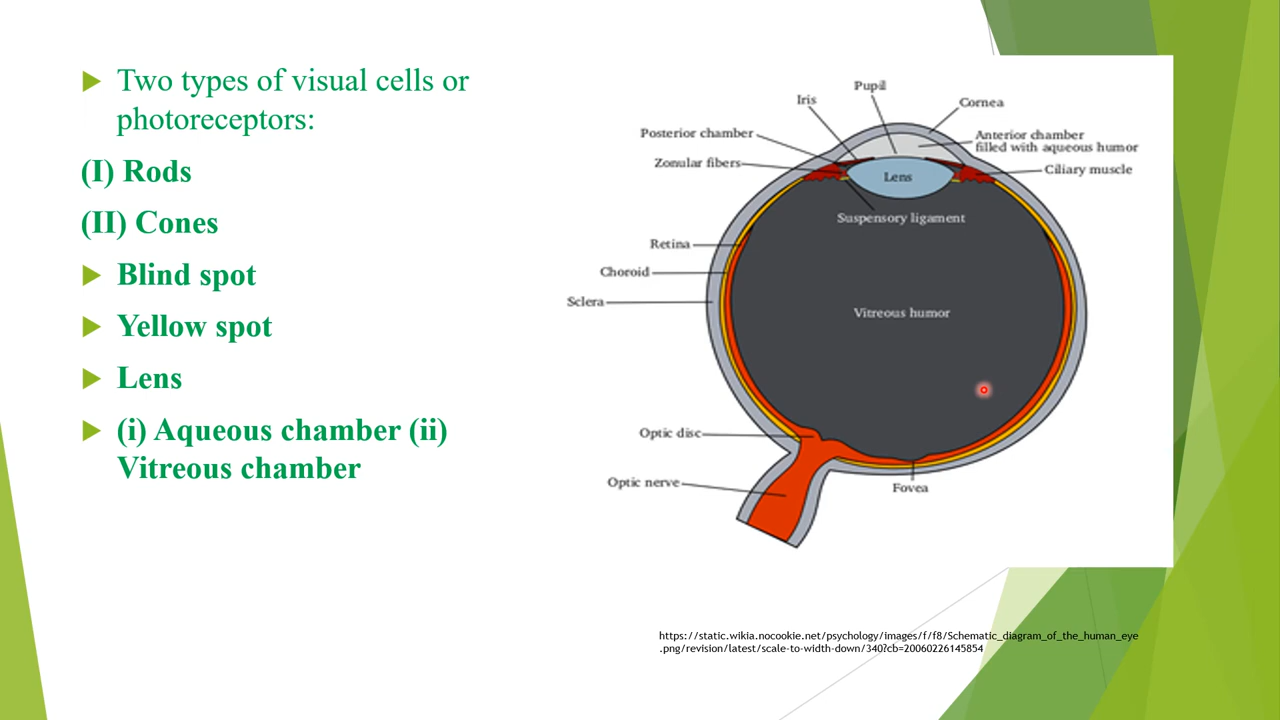 Two types of visual cells or
photoreceptors:
(I) Rods
(II) Cones
Blind spot
Yellow spot
Lens
(i) Aqueous chamber (ii)
Vitreous chamber
Pupil
Iris
Cornea
Posterior chamber
Anterior chamber
filled with aqueous humor
Zonular fibers
Ciliary muscle
Lens
Suspensory ligament
Retina
Choroid
Sclera
Vitreous humor
Optic disc
Optic nerve
Fovea
https://static.wikia.nocookie.net/psychology/images/f/f8/Schematic_diagram_of_the_human_eye
.png/revision/latest/scale-to-width-down/340?cb=20060226145854